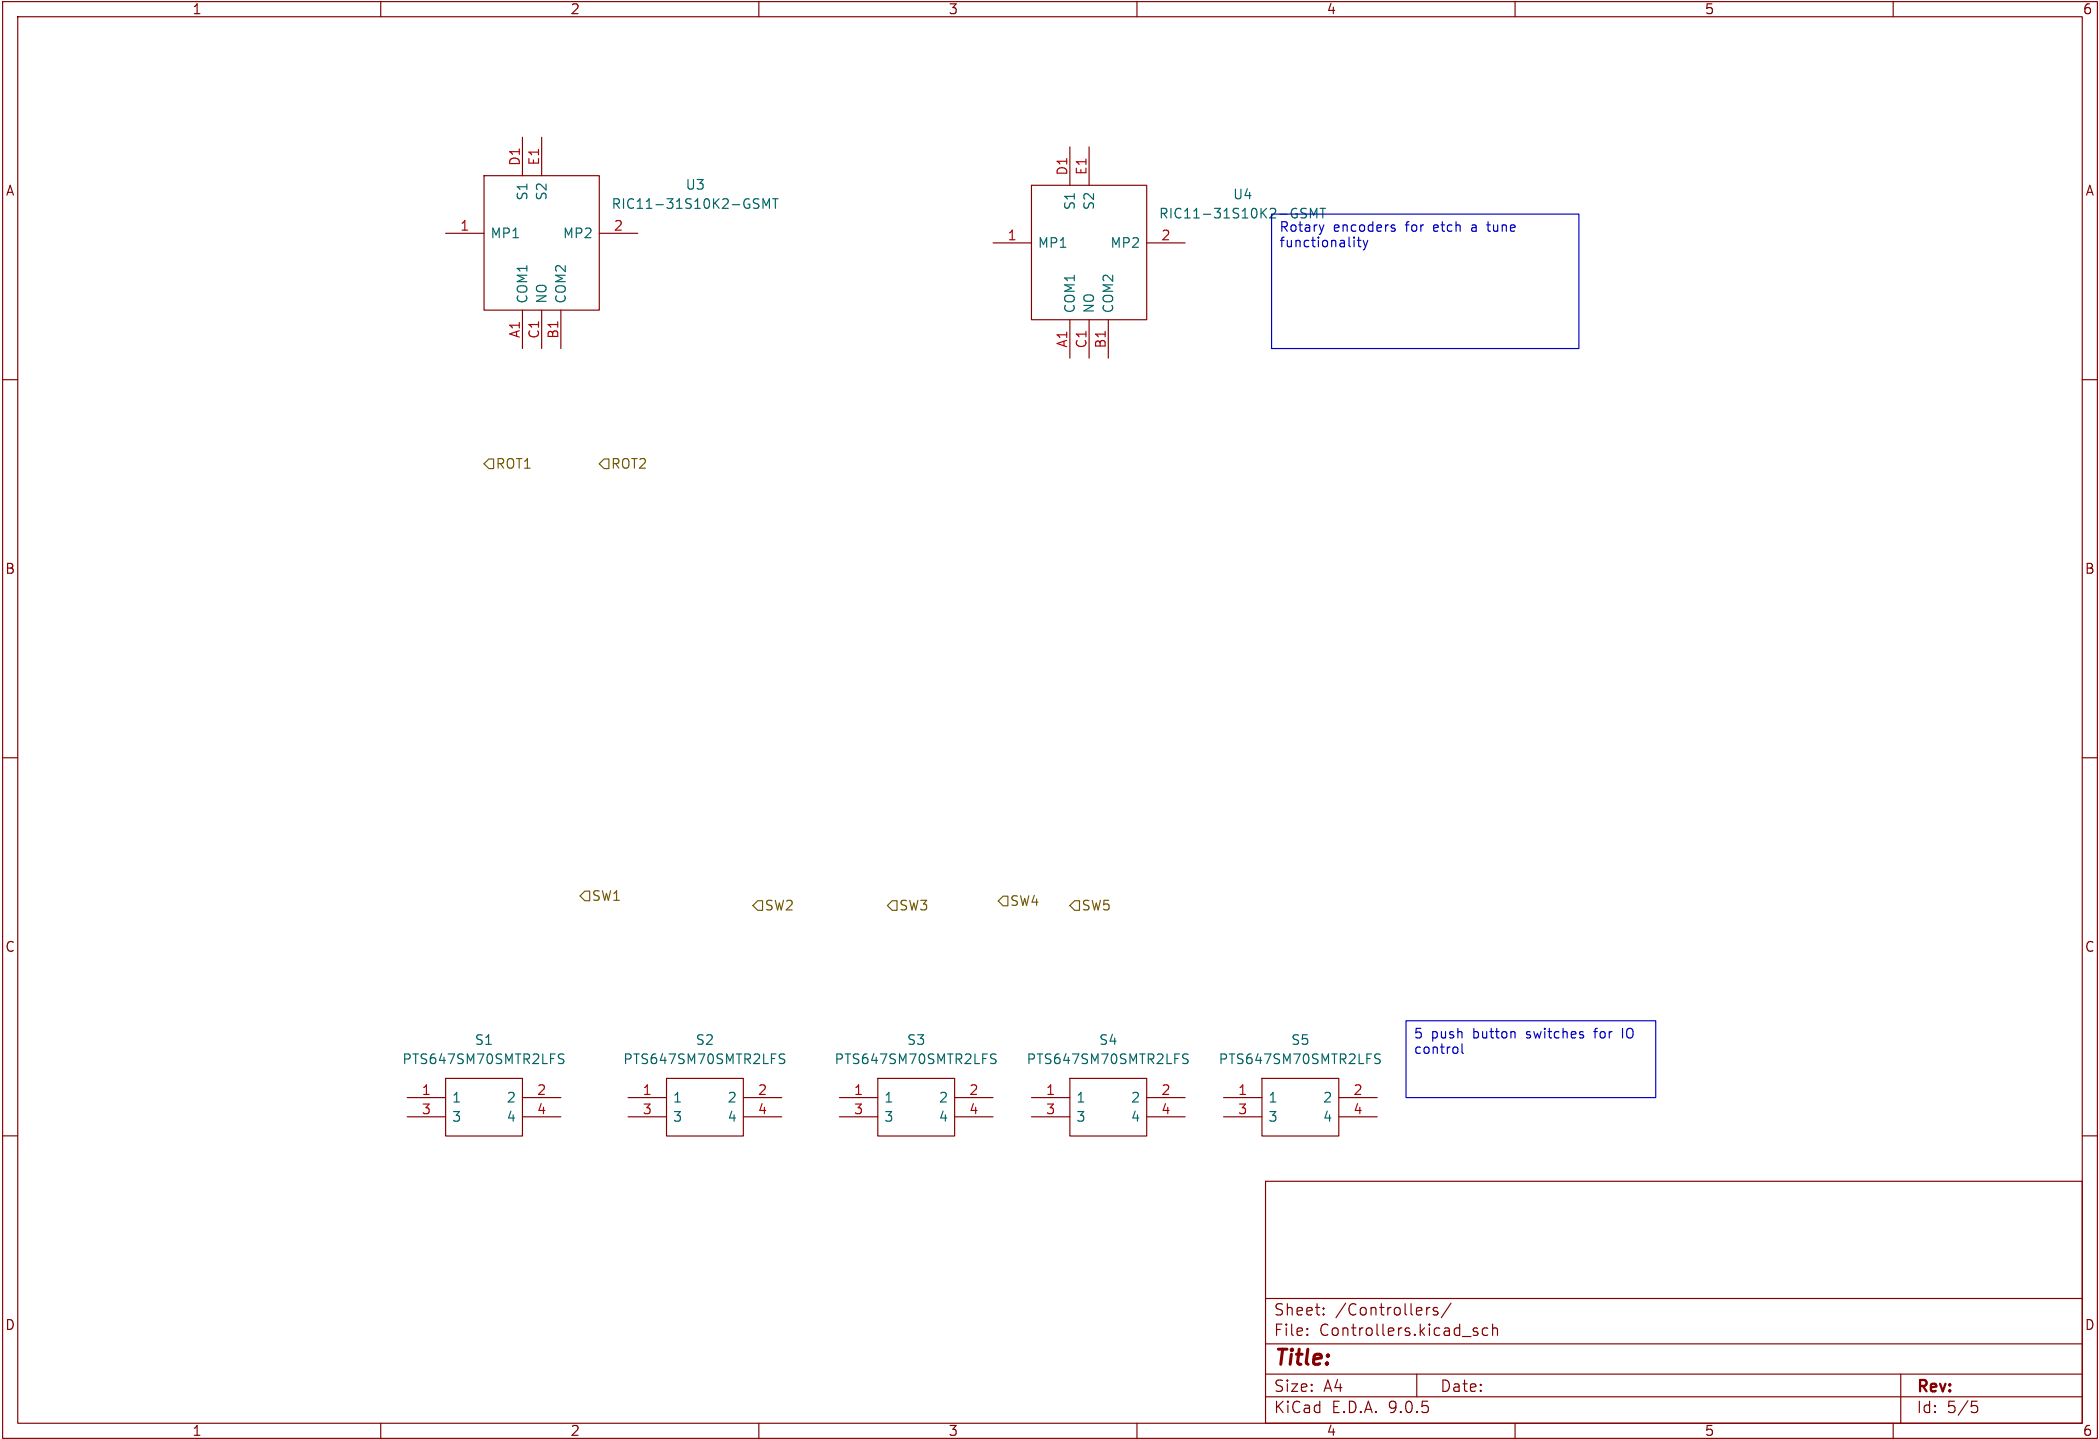 1 2 3 4 5 6
A A
B B
C C
D D
D1 E1
S1 S2
U3
RIC11-31S10K2-GSMT
1 MP1 MP2 2
COM1 NO COM2
A1 C1 B1
D1 E1
S1 S2
U4
RIC11-31S10K2-GSMT
1 MP1 MP2 2
COM1 NO COM2
A1 C1 B1
Rotary encoders for etch a tune
functionality
ROT1 ROT2
SW1 SW2 SW3 SW4 SW5
S1
PTS647SM70SMTR2LFS
1 1 2 2
3 3 4 4
S2
PTS647SM70SMTR2LFS
1 1 2 2
3 3 4 4
S3
PTS647SM70SMTR2LFS
1 1 2 2
3 3 4 4
S4
PTS647SM70SMTR2LFS
1 1 2 2
3 3 4 4
S5
PTS647SM70SMTR2LFS
1 1 2 2
3 3 4 4
5 push button switches for IO
control
Sheet: /Controllers/
File: Controllers.kicad_sch
Title:
Size: A4 Date: Rev:
KiCad E.D.A. 9.0.5 Id: 5/5
1 2 3 4 5 6